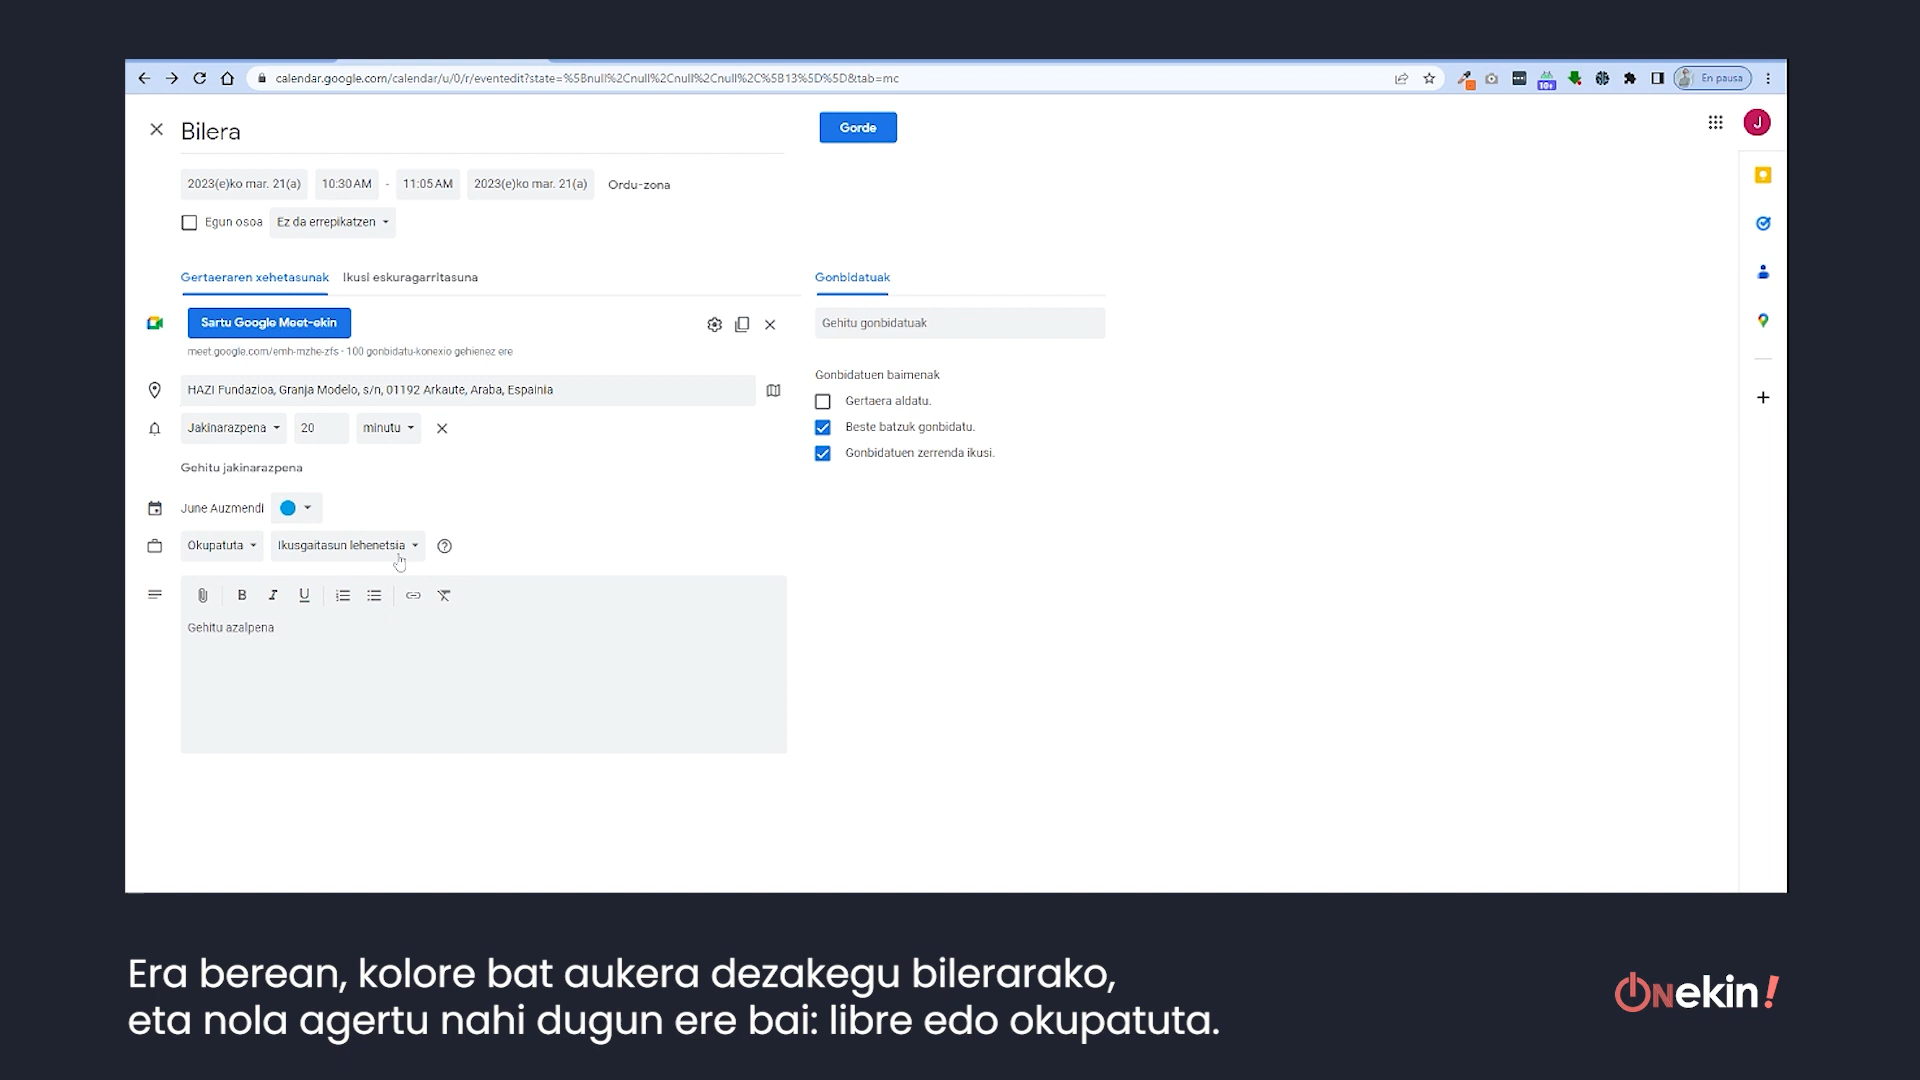 calendar.google.com/calendar/u/0/r/eventedit?state=%5Bnull%2Cnull%2Cnull%2Cnull%2C%5B13%5D%5D&tab=mc
10+
En pausa
Bilera
Gorde
J
2023(e)ko mar. 21(a) 10:30AM - 11:05AM 2023(e)ko mar. 21(a) Ordu-zona
Egun osoa Ez da errepikatzen
Gertaeraren xehetasunak Ikusi eskuragarritasuna
Gonbidatuak
Sartu Google Meet-ekin
Gehitu gonbidatuak
meet.google.com/emh-mzhe-zfs - 100 gonbidatu-konexio gehienez ere
Gonbidatuen baimenak
HAZI Fundazioa, Granja Modelo, s/n, 01192 Arkaute, Araba, Espainia
Gertaera aldatu.
Jakinarazpena 20 minutu
Beste batzuk gonbidatu.
Gonbidatuen zerrenda ikusi.
Gehitu jakinarazpena
June Auzmendi
Okupatuta Ikusgaitasun lehenetsia
B I U
Gehitu azalpena
Era berean, kolore bat aukera dezakegu bilerarako,
eta nola agertu nahi dugun ere bai: libre edo okupatuta.
ONekin!